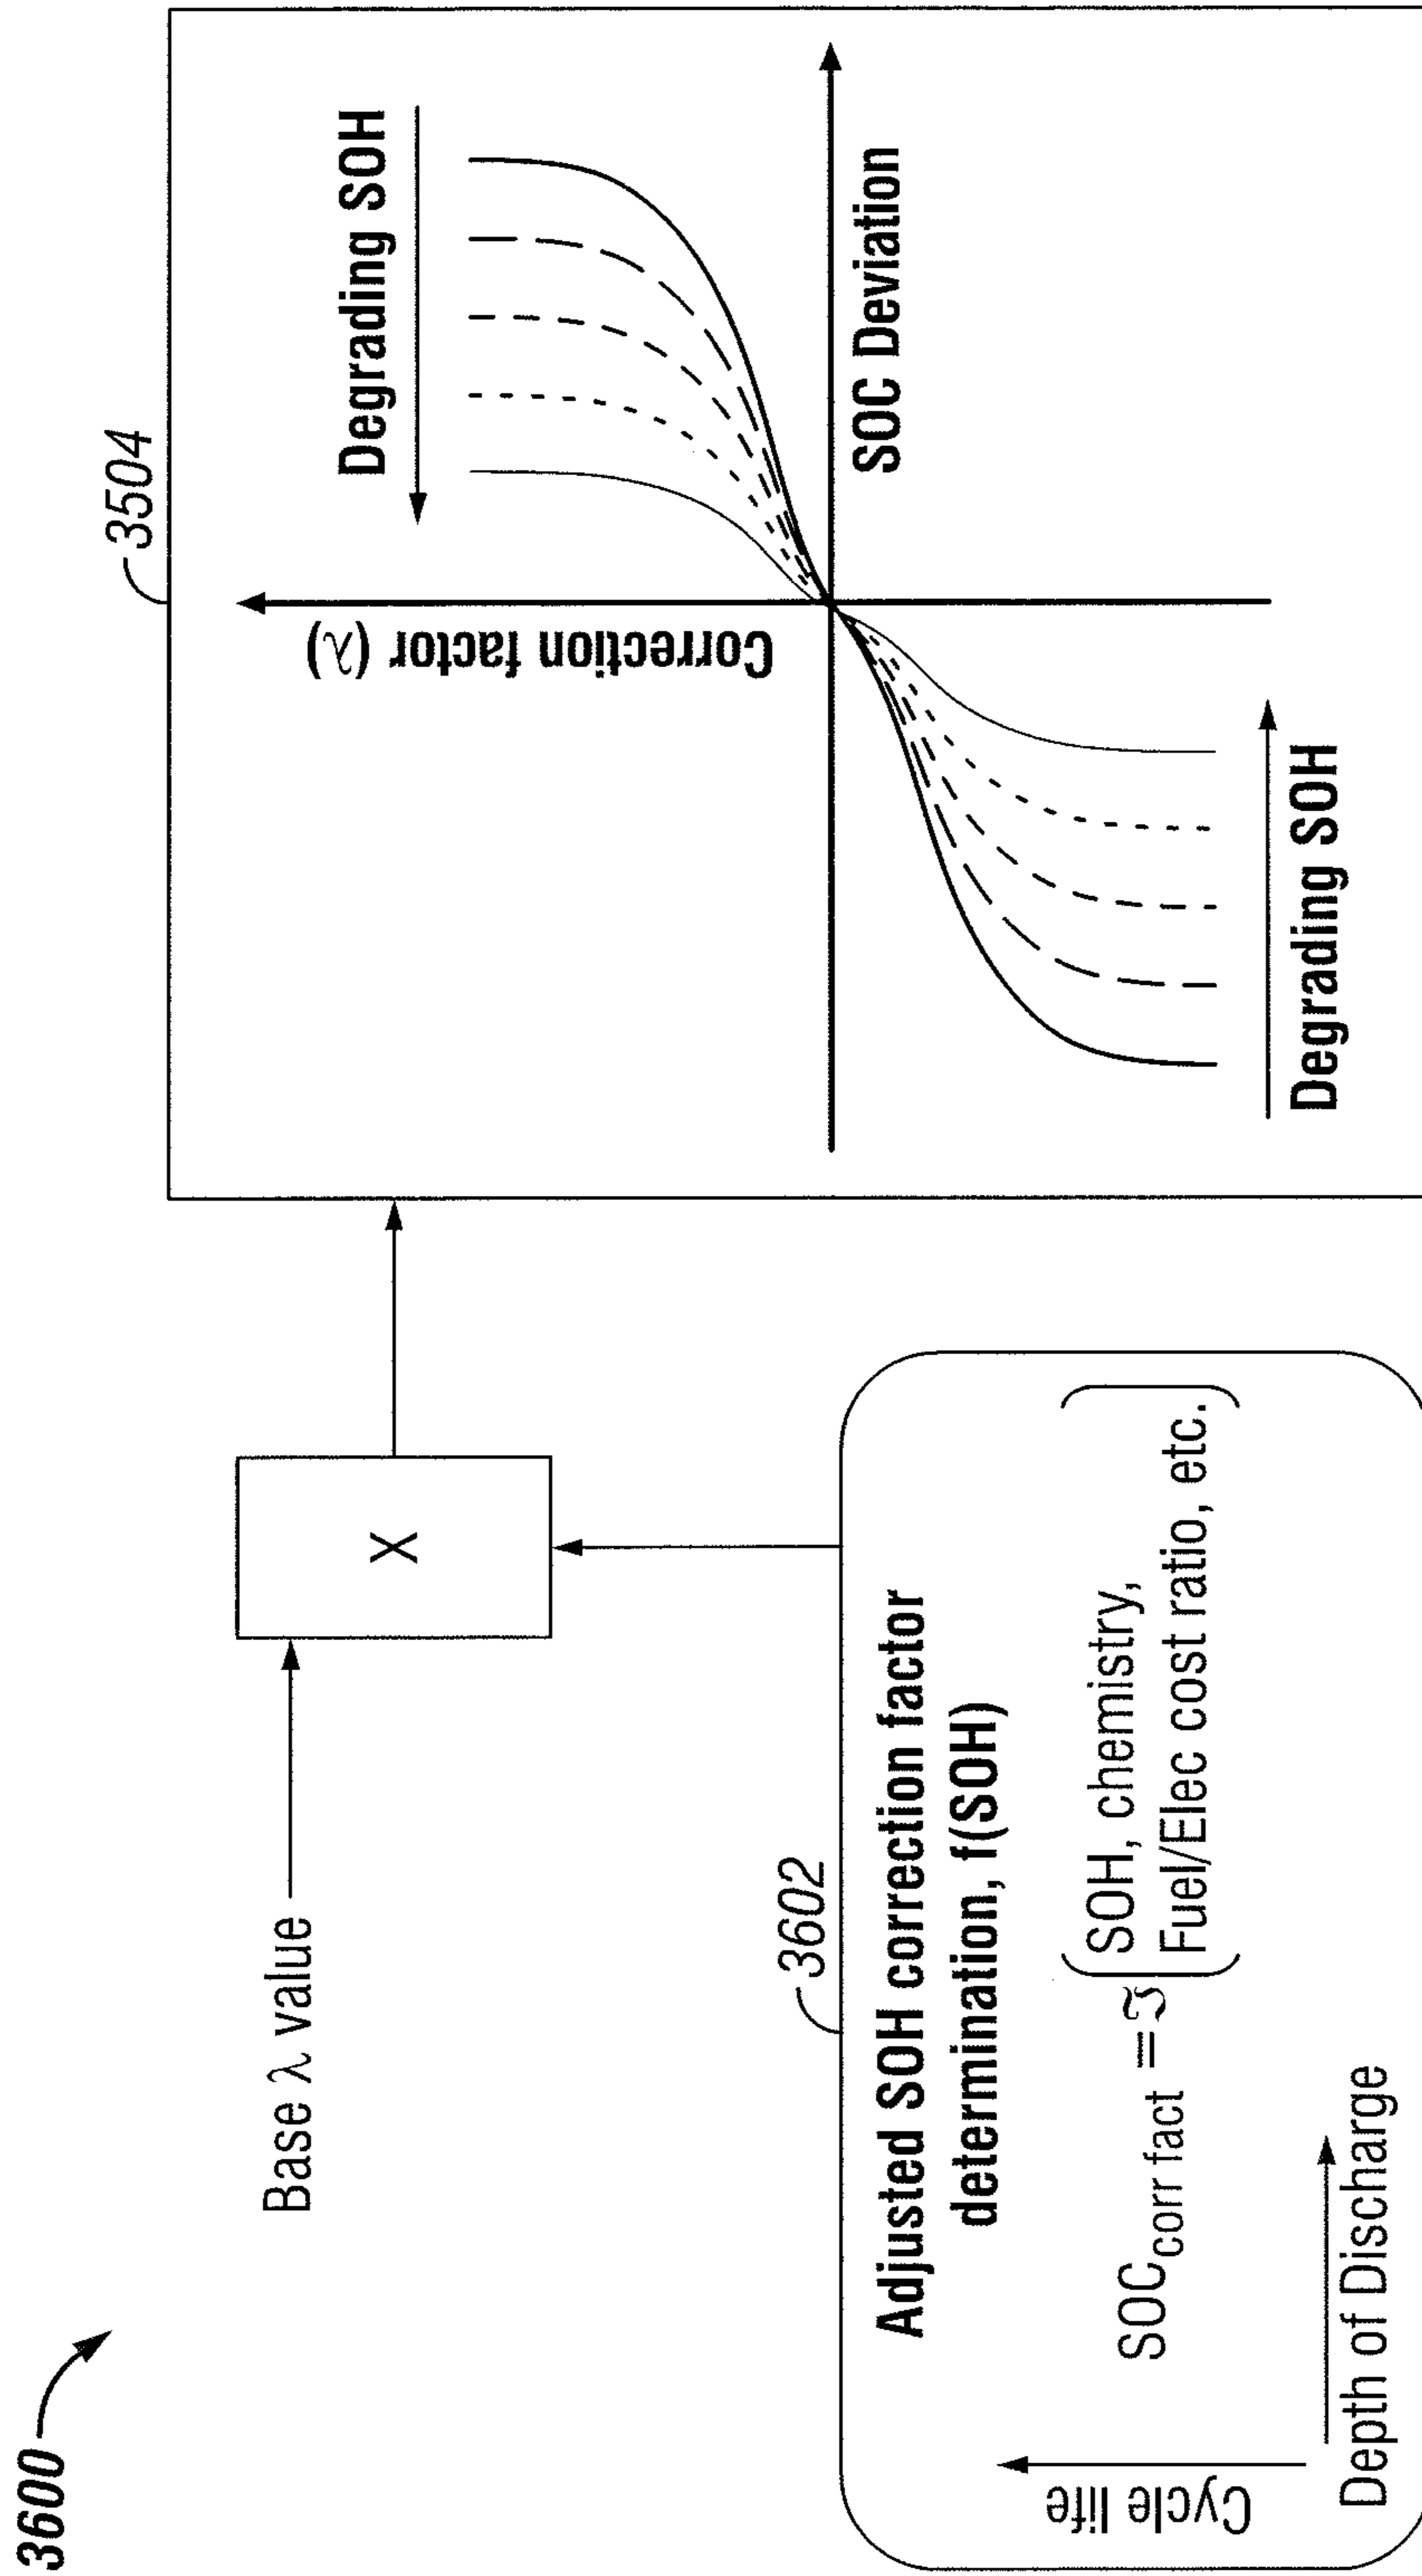 3600
Base λ value
X
3504
Degrading SOH
Correction factor (λ)
SOC Deviation
Degrading SOH
3602
Adjusted SOH correction factor
determination, f(SOH)
SOCcorr fact = ℑ
SOH, chemistry,
Fuel/Elec cost ratio, etc.
Cycle life
Depth of Discharge